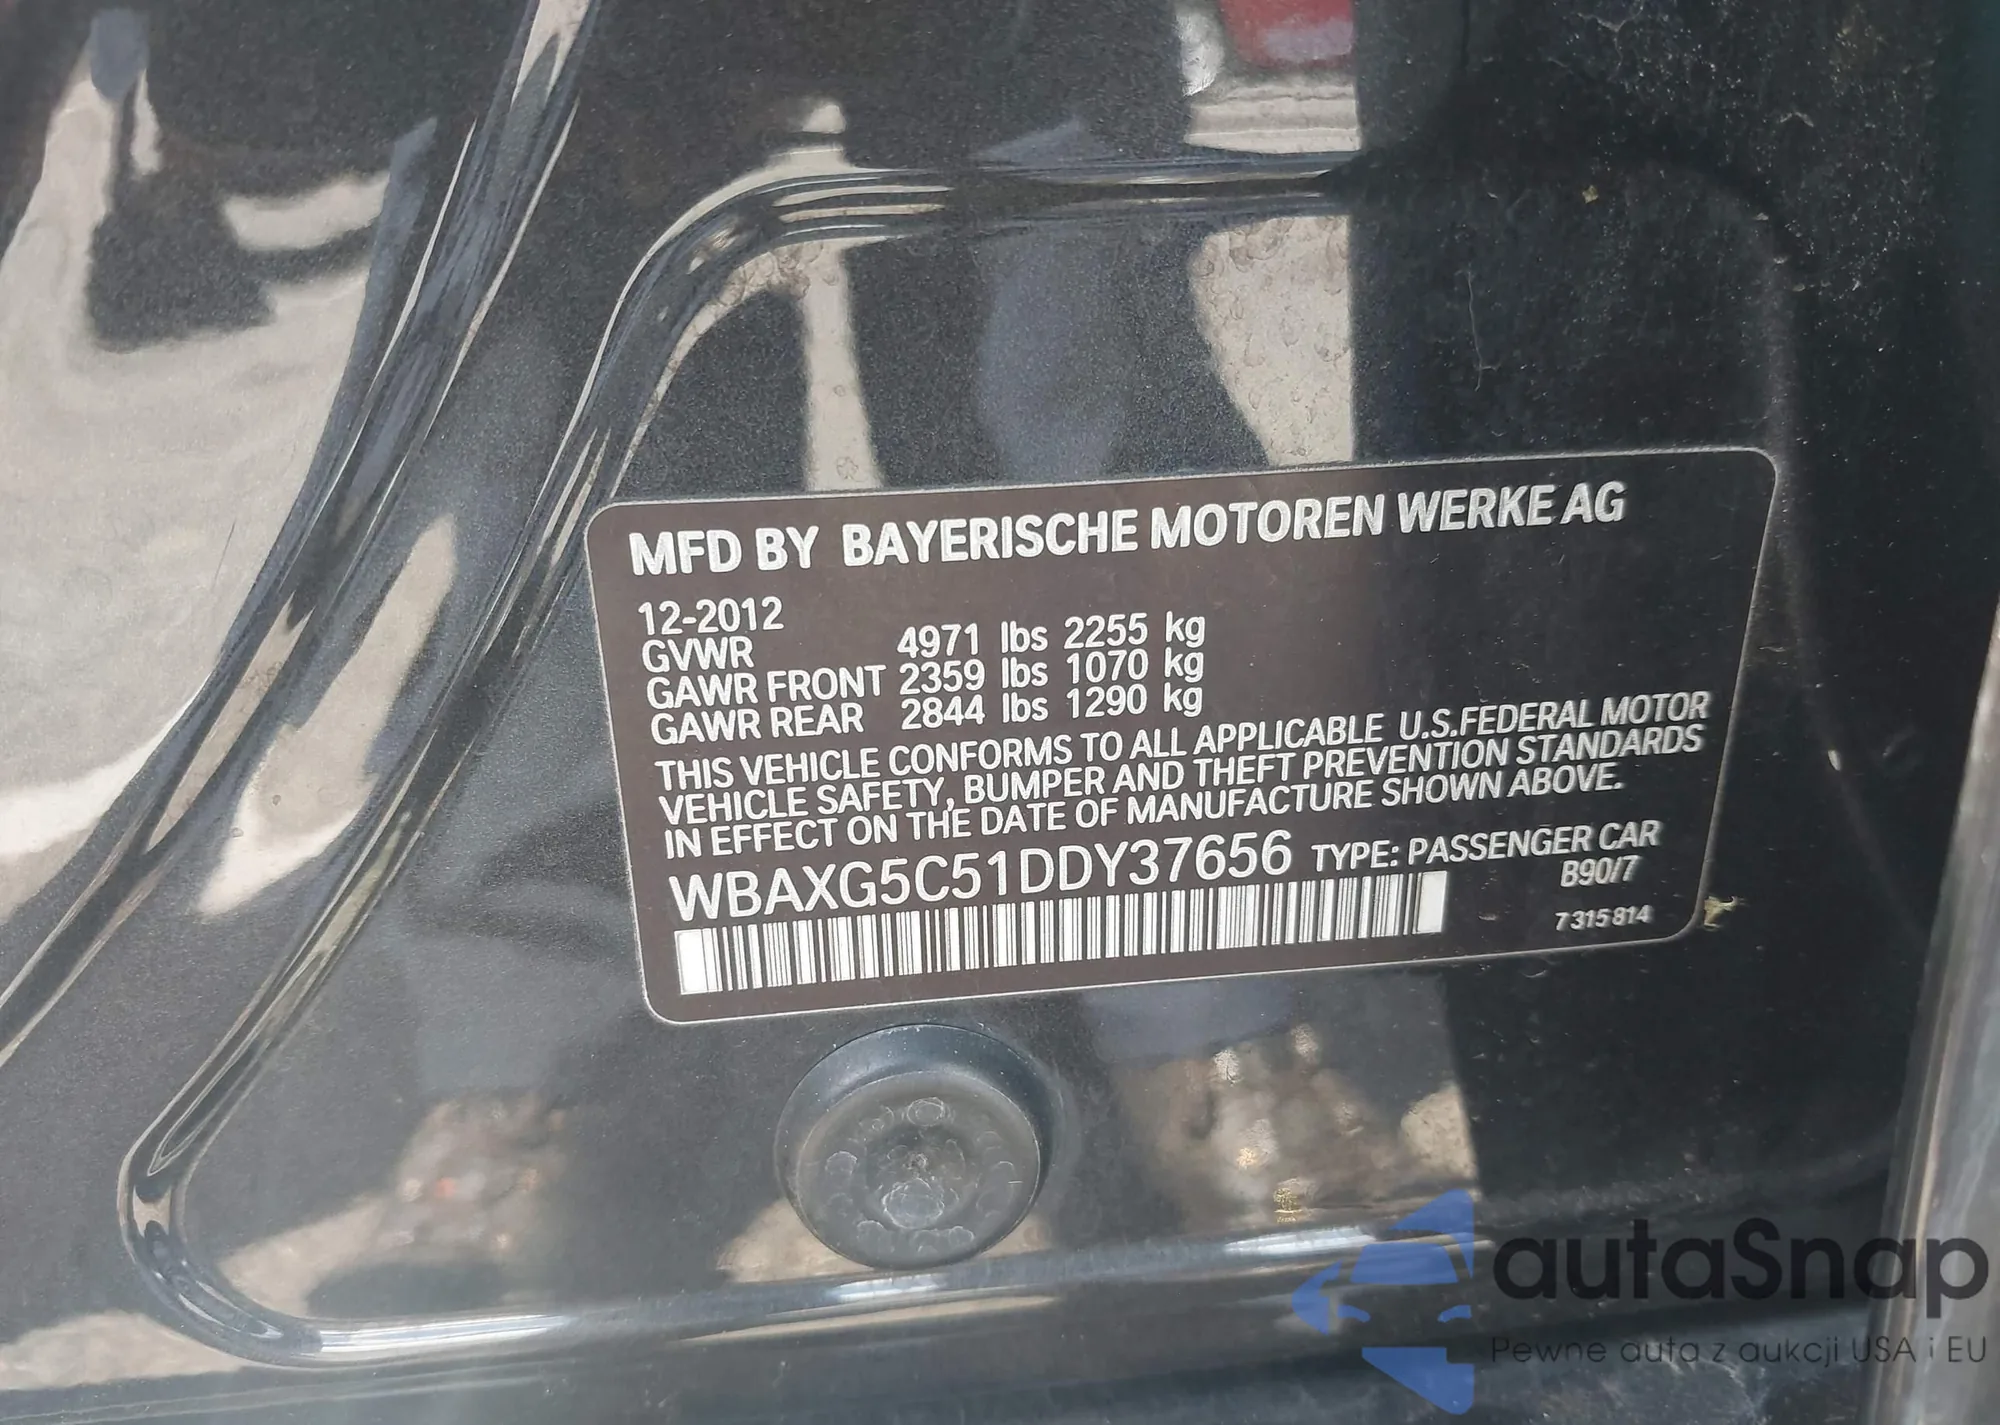 MFD BY BAYERISCHE MOTOREN WERKE AG
12-2012
GVWR 4971 lbs 2255 kg
GAWR FRONT 2359 lbs 1070 kg
GAWR REAR 2844 lbs 1290 kg
THIS VEHICLE CONFORMS TO ALL APPLICABLE U.S.FEDERAL MOTOR
VEHICLE SAFETY, BUMPER AND THEFT PREVENTION STANDARDS
IN EFFECT ON THE DATE OF MANUFACTURE SHOWN ABOVE.
WBAXG5C51DDY37656 TYPE: PASSENGER CAR
B90/7
7 315 814
autaSnap
Pewne auta z aukcji USA i EU